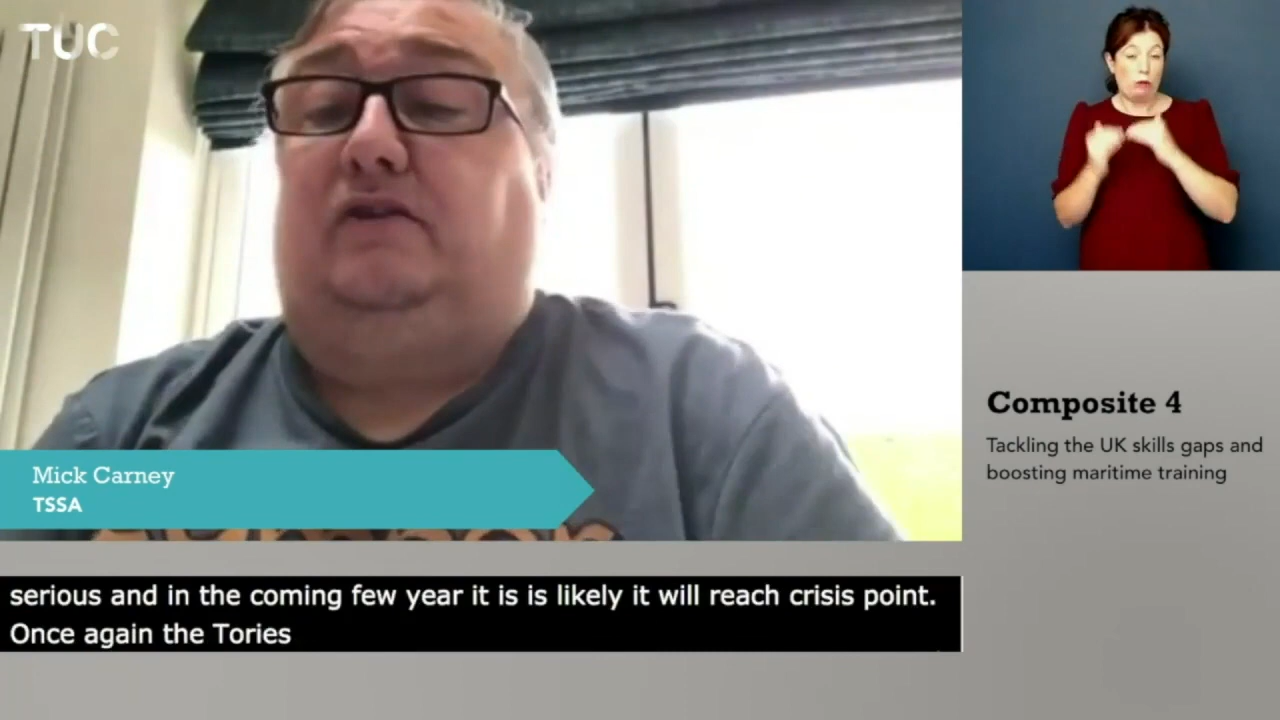 TUC
Mick Carney
TSSA
Composite 4
Tackling the UK skills gaps and
boosting maritime training
serious and in the coming few year it is is likely it will reach crisis point.
Once again the Tories